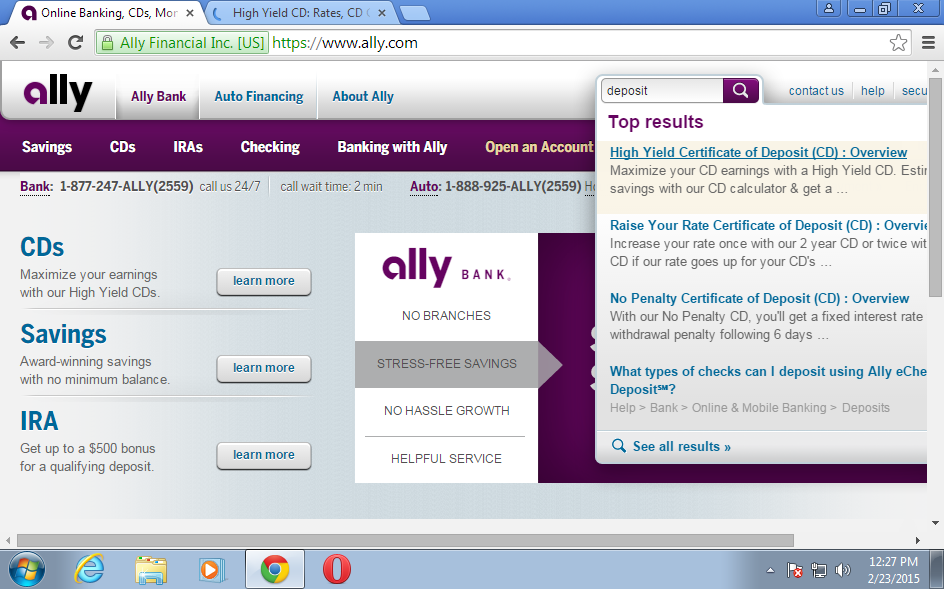 Online Banking, CDs, Mor
High Yield CD: Rates, CD
Ally Financial Inc. [US] https://www.ally.com
ally
Ally Bank
Auto Financing
About Ally
deposit
contact us
help
secu
Savings
CDs
IRAs
Checking
Banking with Ally
Open an Account
Bank: 1-877-247-ALLY(2559) call us 24/7
call wait time: 2 min
Auto: 1-888-925-ALLY(2559) Ho
CDs
Maximize your earnings
with our High Yield CDs.
learn more
Savings
Award-winning savings
with no minimum balance.
learn more
IRA
Get up to a $500 bonus
for a qualifying deposit.
learn more
ally BANK.
NO BRANCHES
STRESS-FREE SAVINGS
NO HASSLE GROWTH
HELPFUL SERVICE
Top results
High Yield Certificate of Deposit (CD) : Overview
Maximize your CD earnings with a High Yield CD. Estir
savings with our CD calculator & get a ...
Raise Your Rate Certificate of Deposit (CD) : Overvie
Increase your rate once with our 2 year CD or twice wit
CD if our rate goes up for your CD's ...
No Penalty Certificate of Deposit (CD) : Overview
With our No Penalty CD, you'll get a fixed interest rate
withdrawal penalty following 6 days ...
What types of checks can I deposit using Ally eChe
Deposit℠?
Help > Bank > Online & Mobile Banking > Deposits
See all results »
12:27 PM
2/23/2015